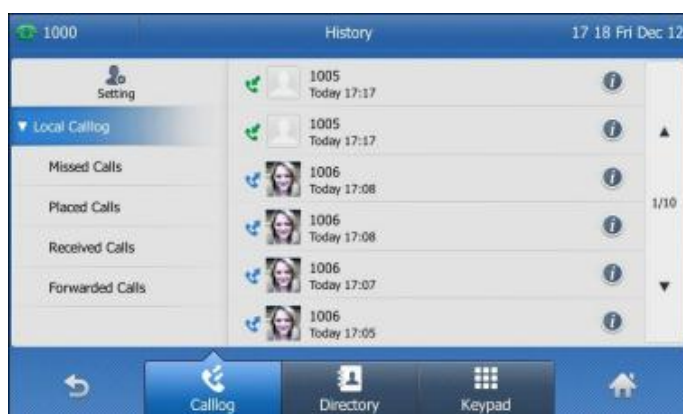 1000 History 17 18 Fri Dec 12
Setting
Local Calllog
Missed Calls
Placed Calls
Received Calls
Forwarded Calls
1005
Today 17:17
1005
Today 17:17
1006
Today 17:08
1006
Today 17:08
1006
Today 17:07
1006
Today 17:05
1/10
Calllog Directory Keypad